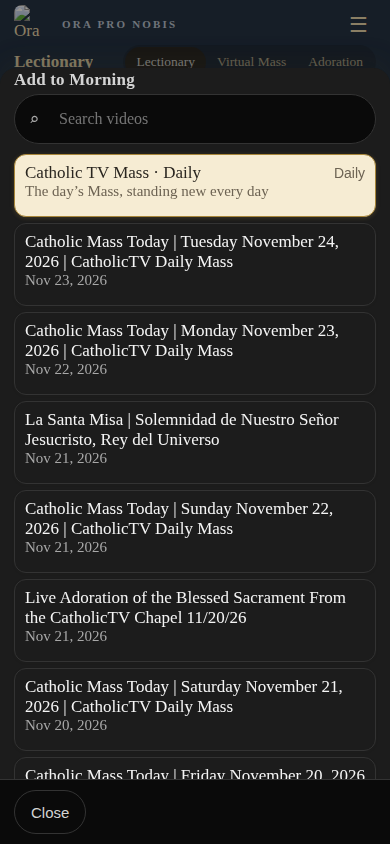 Ora
ORA PRO NOBIS
Lectionary
Lectionary
Virtual Mass
Adoration
Add to Morning
Search videos
Catholic TV Mass · Daily
Daily
The day's Mass, standing new every day
Catholic Mass Today | Tuesday November 24,
2026 | CatholicTV Daily Mass
Nov 23, 2026
Catholic Mass Today | Monday November 23,
2026 | CatholicTV Daily Mass
Nov 22, 2026
La Santa Misa | Solemnidad de Nuestro Señor
Jesucristo, Rey del Universo
Nov 21, 2026
Catholic Mass Today | Sunday November 22,
2026 | CatholicTV Daily Mass
Nov 21, 2026
Live Adoration of the Blessed Sacrament From
the CatholicTV Chapel 11/20/26
Nov 21, 2026
Catholic Mass Today | Saturday November 21,
2026 | CatholicTV Daily Mass
Nov 20, 2026
Catholic Mass Today | Friday November 20, 2026
Close